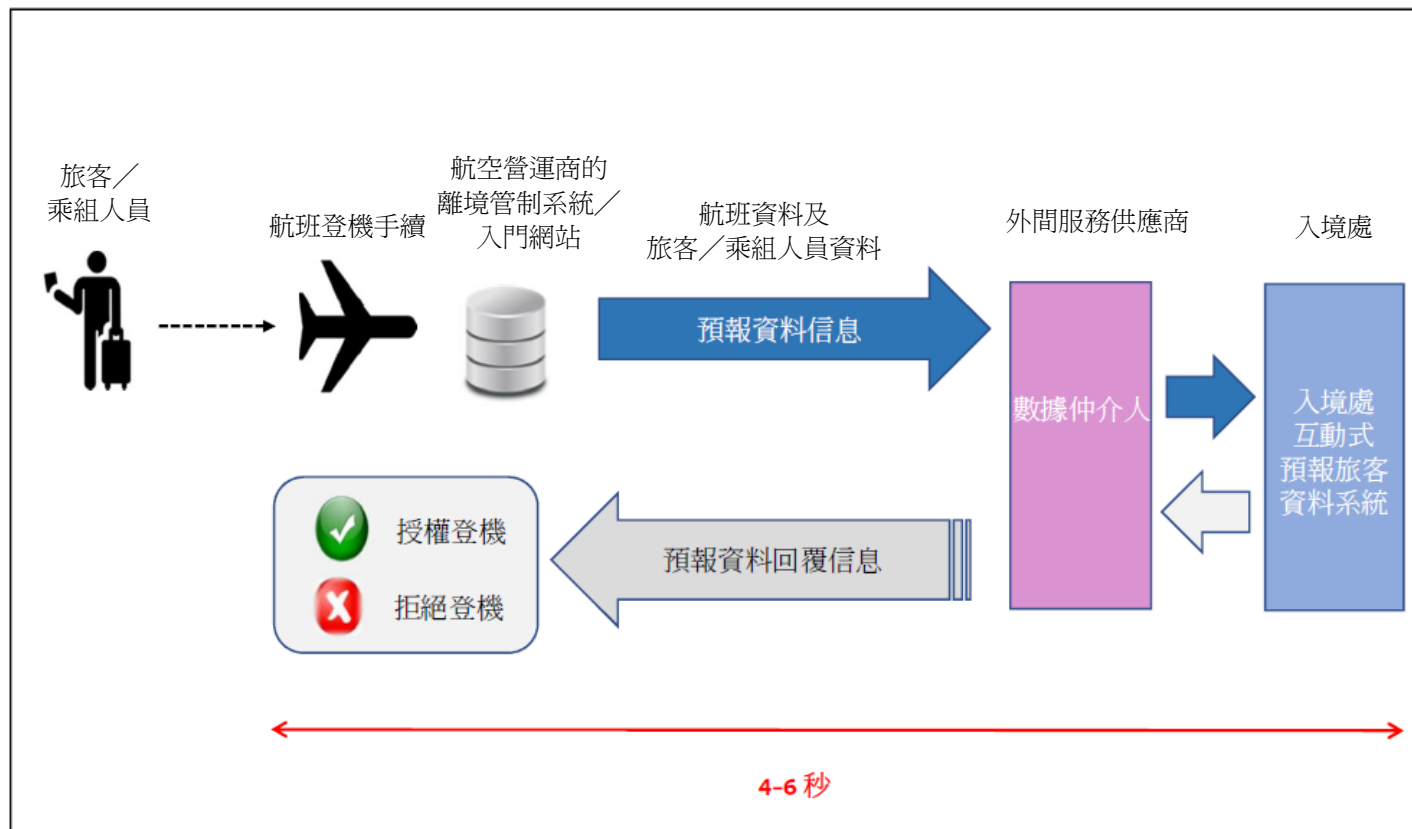 旅客／
乘組人員
航班登機手續
航空營運商的
離境管制系統／
入門網站
航班資料及
旅客／乘組人員資料
外間服務供應商
入境處
預報資料信息
數據仲介人
入境處
互動式
預報旅客
資料系統
授權登機
拒絕登機
預報資料回覆信息
4-6 秒